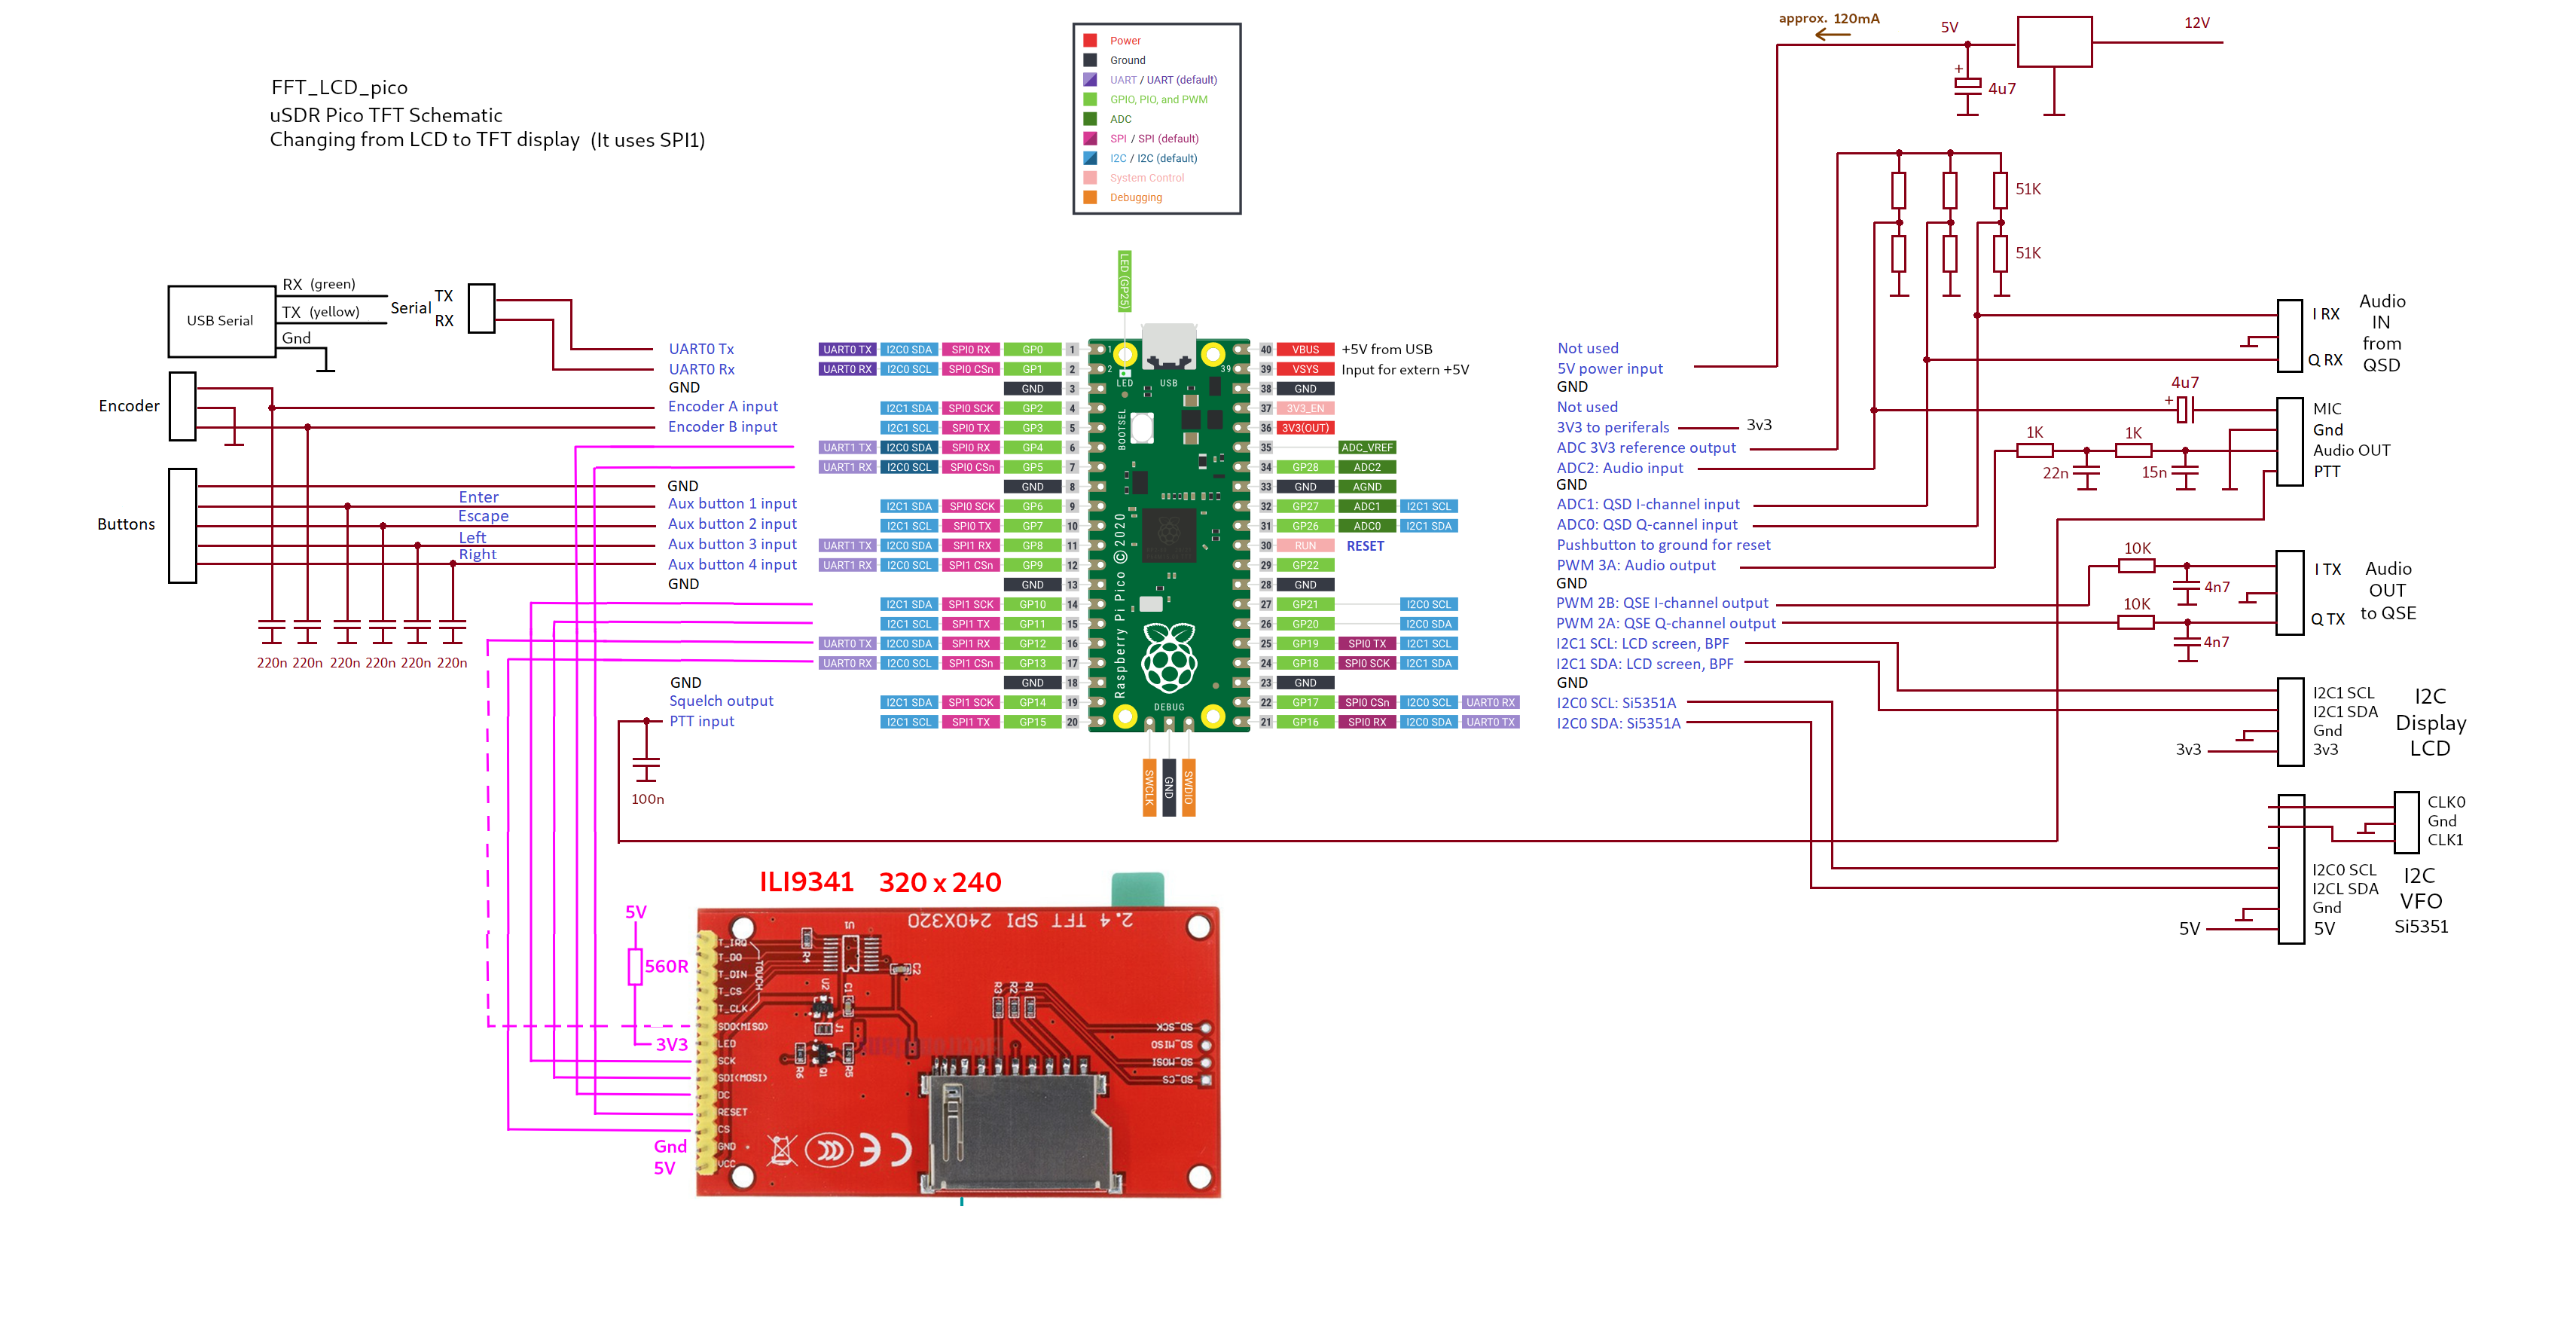 approx. 120mA
5V
12V
4u7
Power
Ground
UART / UART (default)
GPIO, PIO, and PWM
ADC
SPI / SPI (default)
I2C / I2C (default)
System Control
Debugging
FFT_LCD_pico
uSDR Pico TFT Schematic
Changing from LCD to TFT display (It uses SPI1)
51K
51K
LED (GP25)
USB Serial
RX (green)
TX (yellow)
Gnd
Serial
TX
RX
Encoder
Buttons
Enter
Escape
Left
Right
220n 220n 220n 220n 220n 220n
UART0 Tx
UART0 Rx
GND
Encoder A input
Encoder B input
GND
Aux button 1 input
Aux button 2 input
Aux button 3 input
Aux button 4 input
GND
GND
Squelch output
PTT input
100n
UART0 TX I2C0 SDA SPI0 RX GP0 1
UART0 RX I2C0 SCL SPI0 CSn GP1 2
GND 3
I2C1 SDA SPI0 SCK GP2 4
I2C1 SCL SPI0 TX GP3 5
UART1 TX I2C0 SDA SPI0 RX GP4 6
UART1 RX I2C0 SCL SPI0 CSn GP5 7
GND 8
I2C1 SDA SPI0 SCK GP6 9
I2C1 SCL SPI0 TX GP7 10
UART1 TX I2C0 SDA SPI1 RX GP8 11
UART1 RX I2C0 SCL SPI1 CSn GP9 12
GND 13
I2C1 SDA SPI1 SCK GP10 14
I2C1 SCL SPI1 TX GP11 15
UART0 TX I2C0 SDA SPI1 RX GP12 16
UART0 RX I2C0 SCL SPI1 CSn GP13 17
GND 18
I2C1 SDA SPI1 SCK GP14 19
I2C1 SCL SPI1 TX GP15 20
1
2
39
LED
USB
BOOTSEL
Raspberry Pi Pico © 2020
DEBUG
SWCLK
GND
SWDIO
40 VBUS +5V from USB
39 VSYS Input for extern +5V
38 GND
37 3V3_EN
36 3V3(OUT)
35 ADC_VREF
34 GP28 ADC2
33 GND AGND
32 GP27 ADC1 I2C1 SCL
31 GP26 ADC0 I2C1 SDA
30 RUN RESET
29 GP22
28 GND
27 GP21 I2C0 SCL
26 GP20 I2C0 SDA
25 GP19 SPI0 TX I2C1 SCL
24 GP18 SPI0 SCK I2C1 SDA
23 GND
22 GP17 SPI0 CSn I2C0 SCL UART0 RX
21 GP16 SPI0 RX I2C0 SDA UART0 TX
Not used
5V power input
GND
Not used
3V3 to periferals
3v3
ADC 3V3 reference output
ADC2: Audio input
GND
ADC1: QSD I-channel input
ADC0: QSD Q-cannel input
Pushbutton to ground for reset
PWM 3A: Audio output
GND
PWM 2B: QSE I-channel output
PWM 2A: QSE Q-channel output
I2C1 SCL: LCD screen, BPF
I2C1 SDA: LCD screen, BPF
GND
I2C0 SCL: Si5351A
I2C0 SDA: Si5351A
I RX
Q RX
Audio
IN
from
QSD
4u7
1K
1K
22n
15n
MIC
Gnd
Audio OUT
PTT
10K
4n7
10K
4n7
I TX
Q TX
Audio
OUT
to QSE
I2C1 SCL
I2C1 SDA
Gnd
3v3
3v3
I2C
Display
LCD
CLK0
Gnd
CLK1
I2C0 SCL
I2CL SDA
Gnd
5V
5V
I2C
VFO
Si5351
ILI9341 320 x 240
5V
560R
3V3
Gnd
5V
2.4 TFT SPI 240X320
T_IRQ
T_DO
T_DIN
T_CS
T_CLK
SDO(MISO)
LED
SCK
SDI(MOSI)
DC
RESET
CS
GND
VCC
TOUCH
R4
U1
C2
U2
C1
J1
R6
Q1
R5
R3
R2
R1
SD_SCK
SD_MISO
SD_MOSI
SD_CS
CE